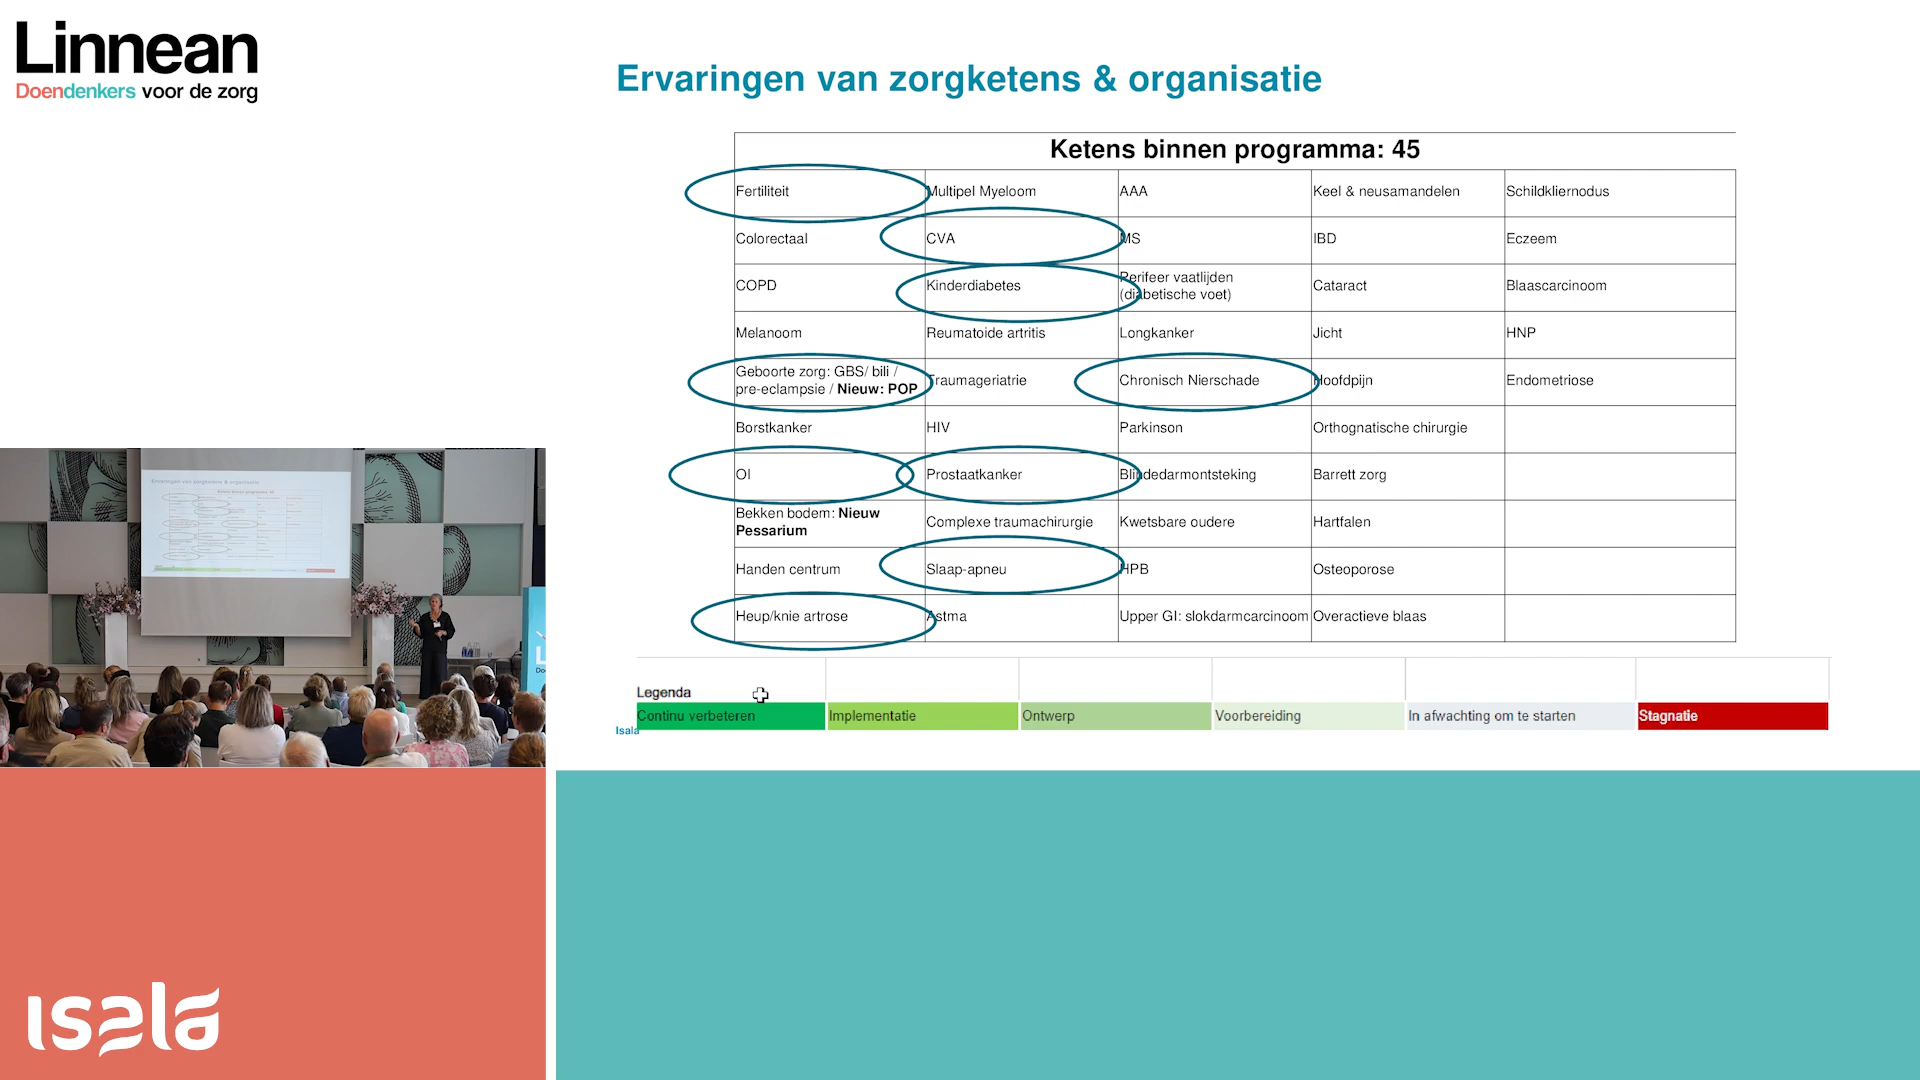 Linnean
Doendenkers voor de zorg
Ervaringen van zorgketens & organisatie
Ketens binnen programma: 45
Fertiliteit Multipel Myeloom AAA Keel & neusamandelen Schildkliernodus
Colorectaal CVA MS IBD Eczeem
COPD Kinderdiabetes Perifeer vaatlijden (diabetische voet) Cataract Blaascarcinoom
Melanoom Reumatoide artritis Longkanker Jicht HNP
Geboorte zorg: GBS/ bili / pre-eclampsie / Nieuw: POP Traumageriatrie Chronisch Nierschade Hoofdpijn Endometriose
Borstkanker HIV Parkinson Orthognatische chirurgie
OI Prostaatkanker Blindedarmontsteking Barrett zorg
Bekken bodem: Nieuw Pessarium Complexe traumachirurgie Kwetsbare oudere Hartfalen
Handen centrum Slaap-apneu HPB Osteoporose
Heup/knie artrose Astma Upper GI: slokdarmcarcinoom Overactieve blaas
Legenda
Continu verbeteren Implementatie Ontwerp Voorbereiding In afwachting om te starten Stagnatie
Isala
Ervaringen van zorgketens & organisatie
isala